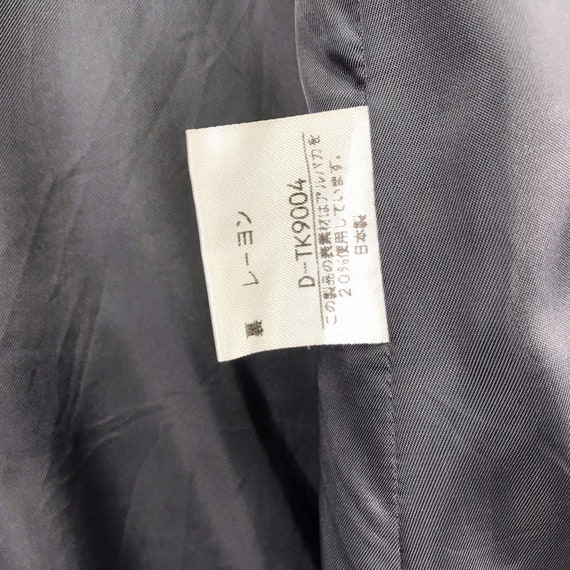 裏 レーヨン
D-TK9004
この製品の表素材はアルパカを
20%使用しています。
日本製